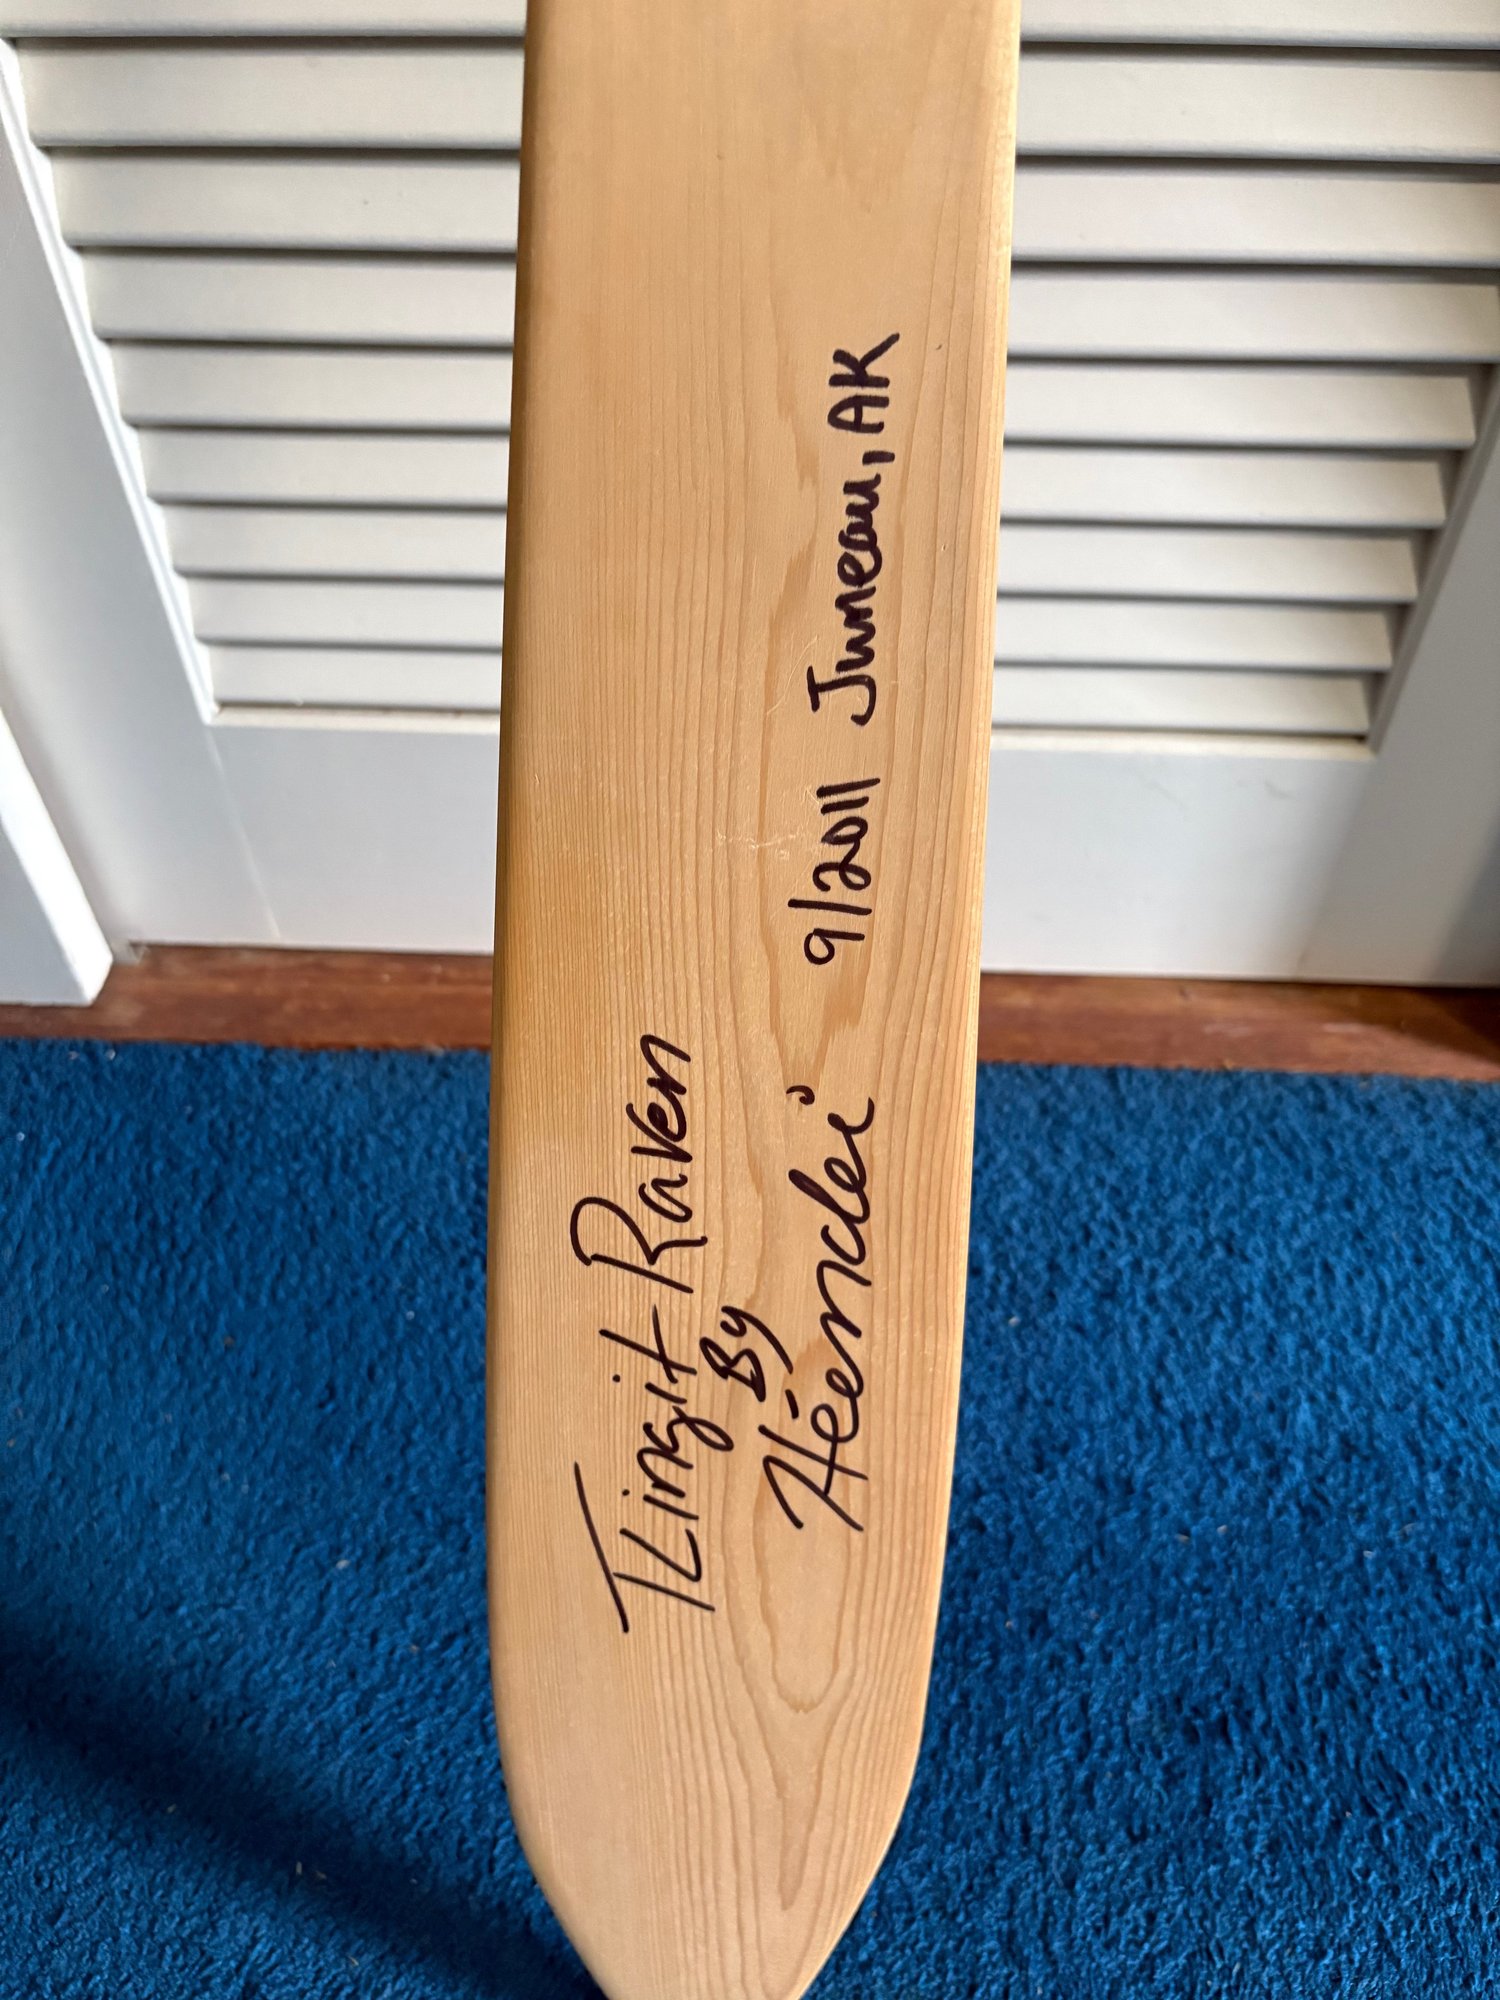 Tlingit Raven
By
Héendei 9/2011 Juneau, AK